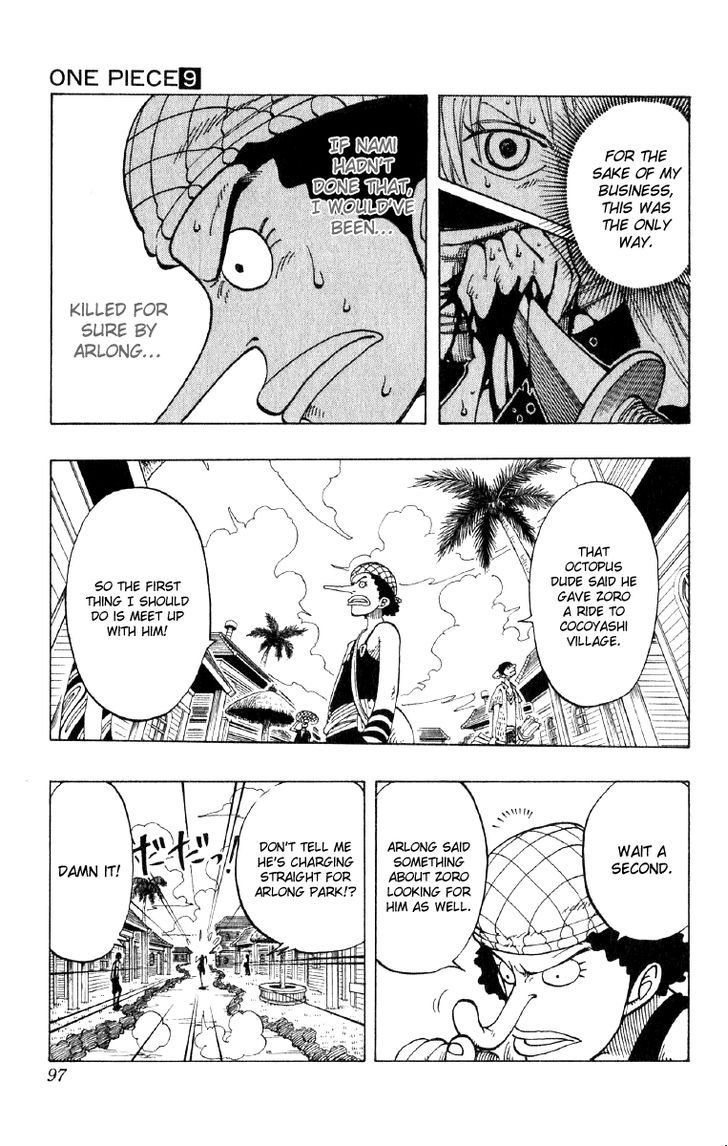 ONE PIECE 9
FOR THE
SAKE OF MY
BUSINESS,
THIS WAS
THE ONLY
WAY.
IF NAMI
HADN'T
DONE THAT,
I WOULD'VE
BEEN...
KILLED FOR
SURE BY
ARLONG...
THAT
OCTOPUS
DUDE SAID HE
GAVE ZORO
A RIDE TO
COCOYASHI
VILLAGE.
SO THE FIRST
THING I SHOULD
DO IS MEET UP
WITH HIM!
WAIT A
SECOND.
ARLONG SAID
SOMETHING
ABOUT ZORO
LOOKING FOR
HIM AS WELL.
DON'T TELL ME
HE'S CHARGING
STRAIGHT FOR
ARLONG PARK!?
だだっ!
DAMN IT!
97